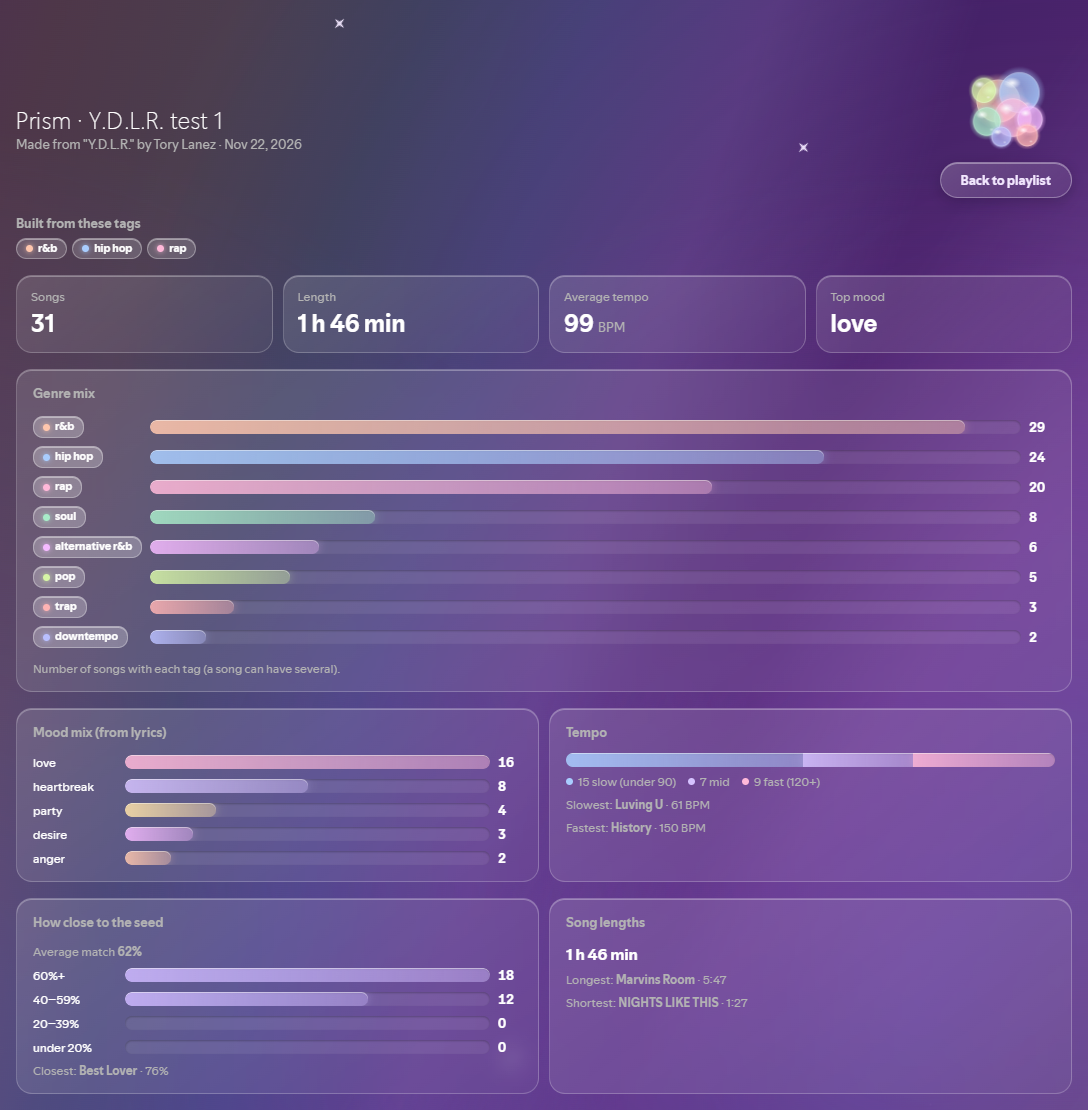 Prism · Y.D.L.R. test 1
Made from "Y.D.L.R." by Tory Lanez · Nov 22, 2026
Back to playlist
Built from these tags
r&b hip hop rap
Songs
31
Length
1 h 46 min
Average tempo
99 BPM
Top mood
love
Genre mix
r&b 29
hip hop 24
rap 20
soul 8
alternative r&b 6
pop 5
trap 3
downtempo 2
Number of songs with each tag (a song can have several).
Mood mix (from lyrics)
love 16
heartbreak 8
party 4
desire 3
anger 2
Tempo
15 slow (under 90) 7 mid 9 fast (120+)
Slowest: Luving U · 61 BPM
Fastest: History · 150 BPM
How close to the seed
Average match 62%
60%+ 18
40–59% 12
20–39% 0
under 20% 0
Closest: Best Lover · 76%
Song lengths
1 h 46 min
Longest: Marvins Room · 5:47
Shortest: NIGHTS LIKE THIS · 1:27